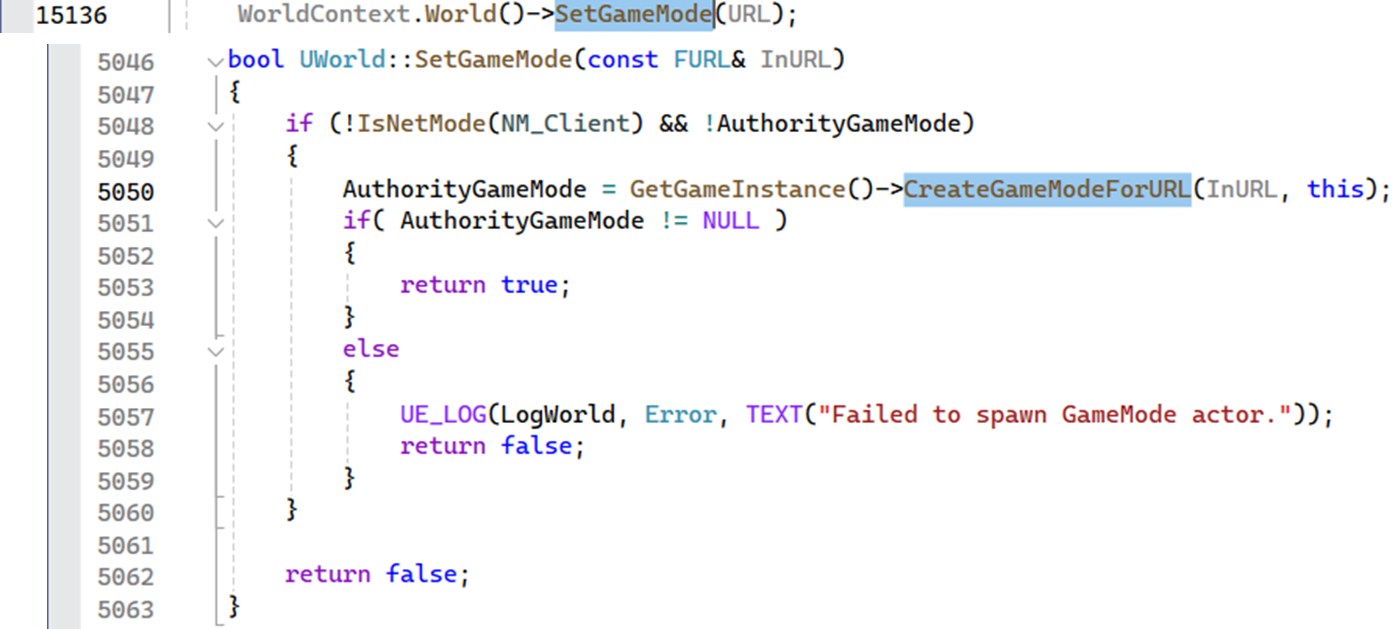 15136 WorldContext.World()->SetGameMode(URL);
5046 bool UWorld::SetGameMode(const FURL& InURL)
5047 {
5048 if (!IsNetMode(NM_Client) && !AuthorityGameMode)
5049 {
5050 AuthorityGameMode = GetGameInstance()->CreateGameModeForURL(InURL, this);
5051 if( AuthorityGameMode != NULL )
5052 {
5053 return true;
5054 }
5055 else
5056 {
5057 UE_LOG(LogWorld, Error, TEXT("Failed to spawn GameMode actor."));
5058 return false;
5059 }
5060 }
5061
5062 return false;
5063 }